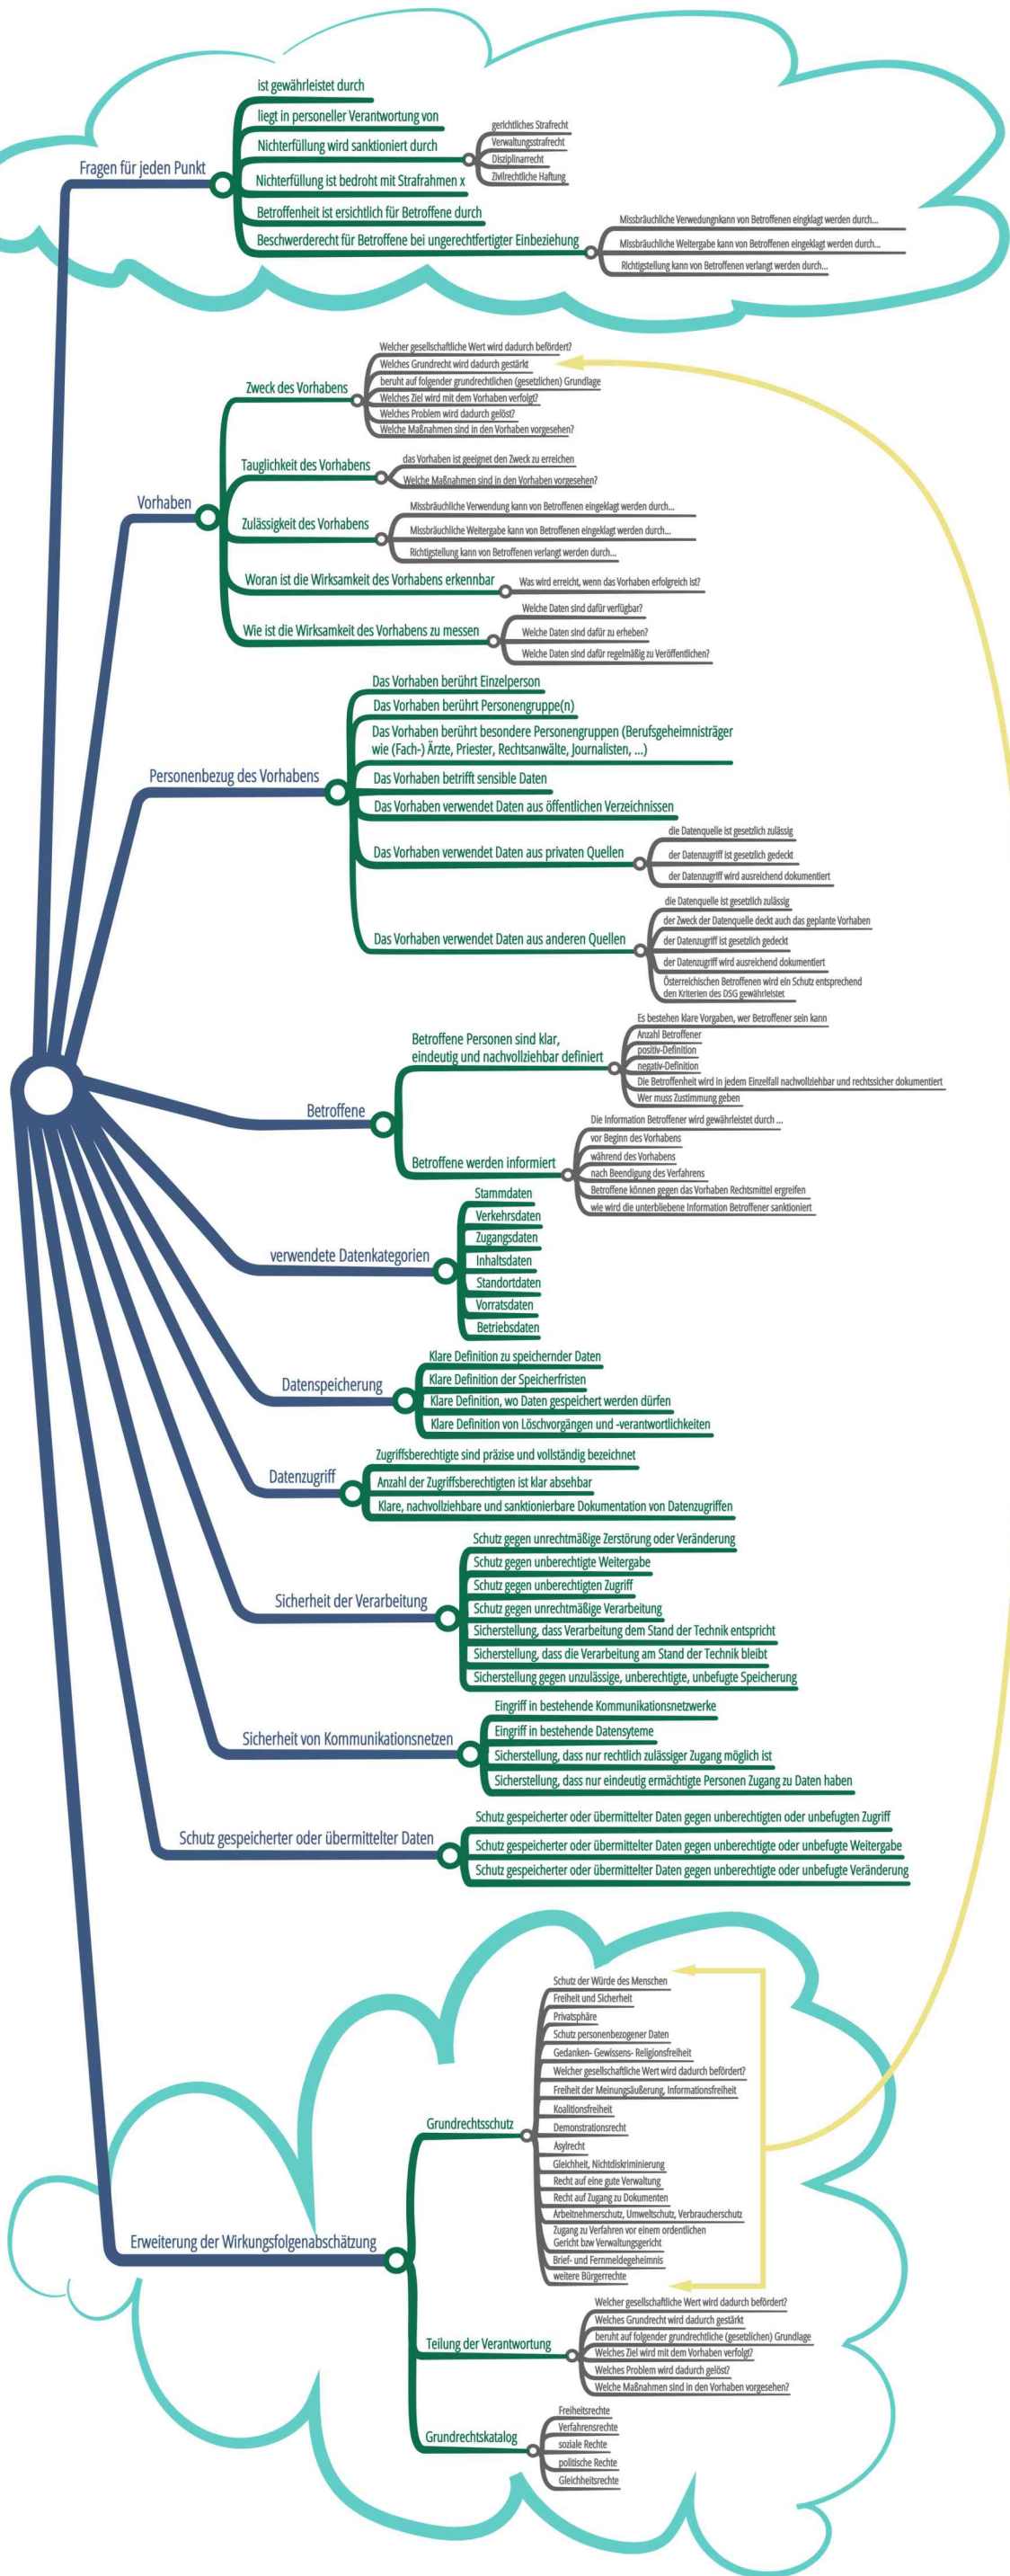 Fragen für jeden Punkt
ist gewährleistet durch
liegt in personeller Verantwortung von
Nichterfüllung wird sanktioniert durch
gerichtliches Strafrecht
Verwaltungsstrafrecht
Disziplinarrecht
Zivilrechtliche Haftung
Nichterfüllung ist bedroht mit Strafrahmen x
Betroffenheit ist ersichtlich für Betroffene durch
Beschwerderecht für Betroffene bei ungerechtfertigter Einbeziehung
Missbräuchliche Verwedungnkann von Betroffenen eingklagt werden durch...
Missbräuchliche Weitergabe kann von Betroffenen eingeklagt werden durch...
Richtigstellung kann von Betroffenen verlangt werden durch...
Vorhaben
Zweck des Vorhabens
Welcher gesellschaftliche Wert wird dadurch befördert?
Welches Grundrecht wird dadurch gestärkt
beruht auf folgender grundrechtlichen (gesetzlichen) Grundlage
Welches Ziel wird mit dem Vorhaben verfolgt?
Welches Problem wird dadurch gelöst?
Welche Maßnahmen sind in den Vorhaben vorgesehen?
Tauglichkeit des Vorhabens
das Vorhaben ist geeignet den Zweck zu erreichen
Welche Maßnahmen sind in den Vorhaben vorgesehen?
Zulässigkeit des Vorhabens
Missbräuchliche Verwendung kann von Betroffenen eingeklagt werden durch...
Missbräuchliche Weitergabe kann von Betroffenen eingeklagt werden durch...
Richtigstellung kann von Betroffenen verlangt werden durch...
Woran ist die Wirksamkeit des Vorhabens erkennbar
Was wird erreicht, wenn das Vorhaben erfolgreich ist?
Wie ist die Wirksamkeit des Vorhabens zu messen
Welche Daten sind dafür verfügbar?
Welche Daten sind dafür zu erheben?
Welche Daten sind dafür regelmäßig zu Veröffentlichen?
Personenbezug des Vorhabens
Das Vorhaben berührt Einzelperson
Das Vorhaben berührt Personengruppe(n)
Das Vorhaben berührt besondere Personengruppen (Berufsgeheimnisträger
wie (Fach-) Ärzte, Priester, Rechtsanwälte, Journalisten, ...)
Das Vorhaben betrifft sensible Daten
Das Vorhaben verwendet Daten aus öffentlichen Verzeichnissen
Das Vorhaben verwendet Daten aus privaten Quellen
die Datenquelle ist gesetzlich zulässig
der Datenzugriff ist gesetzlich gedeckt
der Datenzugriff wird ausreichend dokumentiert
Das Vorhaben verwendet Daten aus anderen Quellen
die Datenquelle ist gesetzlich zulässig
der Zweck der Datenquelle deckt auch das geplante Vorhaben
der Datenzugriff ist gesetzlich gedeckt
der Datenzugriff wird ausreichend dokumentiert
Österreichischen Betroffenen wird ein Schutz entsprechend
den Kriterien des DSG gewährleistet
Betroffene
Betroffene Personen sind klar,
eindeutig und nachvollziehbar definiert
Es bestehen klare Vorgaben, wer Betroffener sein kann
Anzahl Betroffener
positiv-Definition
negativ-Definition
Die Betroffenheit wird in jedem Einzelfall nachvollziehbar und rechtssicher dokumentiert
Wer muss Zustimmung geben
Betroffene werden informiert
Die Information Betroffener wird gewährleistet durch ...
vor Beginn des Vorhabens
während des Vorhabens
nach Beendigung des Verfahrens
Betroffene können gegen das Vorhaben Rechtsmittel ergreifen
wie wird die unterbliebene Information Betroffener sanktioniert
verwendete Datenkategorien
Stammdaten
Verkehrsdaten
Zugangsdaten
Inhaltsdaten
Standortdaten
Vorratsdaten
Betriebsdaten
Datenspeicherung
Klare Definition zu speichernder Daten
Klare Definition der Speicherfristen
Klare Definition, wo Daten gespeichert werden dürfen
Klare Definition von Löschvorgängen und -verantwortlichkeiten
Datenzugriff
Zugriffsberechtigte sind präzise und vollständig bezeichnet
Anzahl der Zugriffsberechtigten ist klar absehbar
Klare, nachvollziehbare und sanktionierbare Dokumentation von Datenzugriffen
Sicherheit der Verarbeitung
Schutz gegen unrechtmäßige Zerstörung oder Veränderung
Schutz gegen unberechtigte Weitergabe
Schutz gegen unberechtigten Zugriff
Schutz gegen unrechtmäßige Verarbeitung
Sicherstellung, dass Verarbeitung dem Stand der Technik entspricht
Sicherstellung, dass die Verarbeitung am Stand der Technik bleibt
Sicherstellung gegen unzulässige, unberechtigte, unbefugte Speicherung
Sicherheit von Kommunikationsnetzen
Eingriff in bestehende Kommunikationsnetzwerke
Eingriff in bestehende Datensyteme
Sicherstellung, dass nur rechtlich zulässiger Zugang möglich ist
Sicherstellung, dass nur eindeutig ermächtigte Personen Zugang zu Daten haben
Schutz gespeicherter oder übermittelter Daten
Schutz gespeicherter oder übermittelter Daten gegen unberechtigten oder unbefugten Zugriff
Schutz gespeicherter oder übermittelter Daten gegen unberechtigte oder unbefugte Weitergabe
Schutz gespeicherter oder übermittelter Daten gegen unberechtigte oder unbefugte Veränderung
Erweiterung der Wirkungsfolgenabschätzung
Grundrechtsschutz
Schutz der Würde des Menschen
Freiheit und Sicherheit
Privatsphäre
Schutz personenbezogener Daten
Gedanken- Gewissens- Religionsfreiheit
Welcher gesellschaftliche Wert wird dadurch befördert?
Freiheit der Meinungsäußerung, Informationsfreiheit
Koalitionsfreiheit
Demonstrationsrecht
Asylrecht
Gleichheit, Nichtdiskriminierung
Recht auf eine gute Verwaltung
Recht auf Zugang zu Dokumenten
Arbeitnehmerschutz, Umweltschutz, Verbraucherschutz
Zugang zu Verfahren vor einem ordentlichen
Gericht bzw Verwaltungsgericht
Brief- und Fernmeldegeheimnis
weitere Bürgerrechte
Teilung der Verantwortung
Welcher gesellschaftliche Wert wird dadurch befördert?
Welches Grundrecht wird dadurch gestärkt
beruht auf folgender grundrechtliche (gesetzlichen) Grundlage
Welches Ziel wird mit dem Vorhaben verfolgt?
Welches Problem wird dadurch gelöst?
Welche Maßnahmen sind in den Vorhaben vorgesehen?
Grundrechtskatalog
Freiheitsrechte
Verfahrensrechte
soziale Rechte
politische Rechte
Gleichheitsrechte